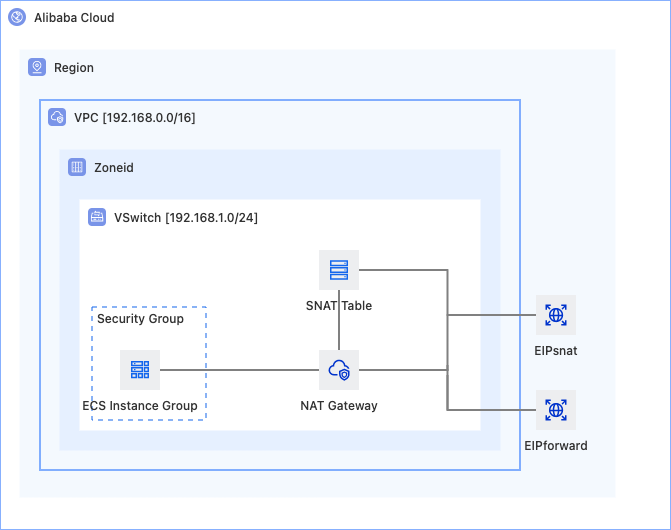 Alibaba Cloud
Region
VPC [192.168.0.0/16]
Zoneid
VSwitch [192.168.1.0/24]
SNAT Table
Security Group
EIPsnat
ECS Instance Group
NAT Gateway
EIPforward